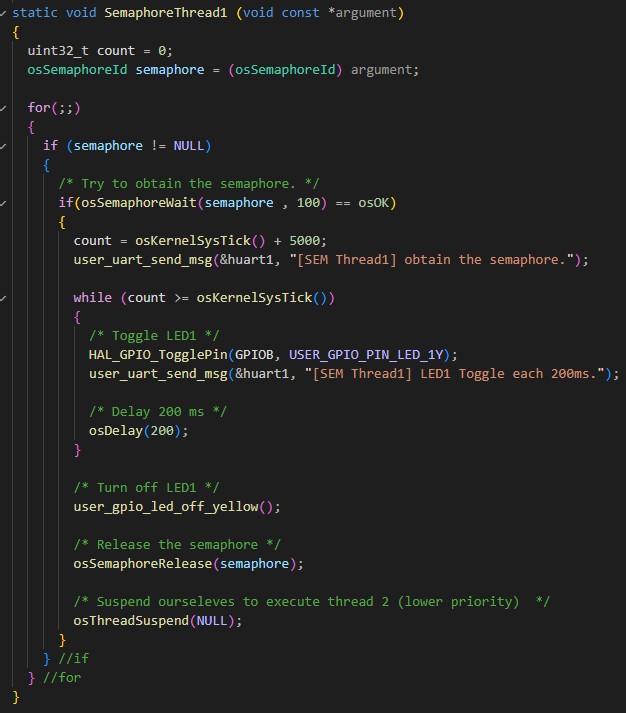 static void SemaphoreThread1 (void const *argument)
{
uint32_t count = 0;
osSemaphoreId semaphore = (osSemaphoreId) argument;
for(;;)
{
if (semaphore != NULL)
{
/* Try to obtain the semaphore. */
if(osSemaphoreWait(semaphore , 100) == osOK)
{
count = osKernelSysTick() + 5000;
user_uart_send_msg(&huart1, "[SEM Thread1] obtain the semaphore.");
while (count >= osKernelSysTick())
{
/* Toggle LED1 */
HAL_GPIO_TogglePin(GPIOB, USER_GPIO_PIN_LED_1Y);
user_uart_send_msg(&huart1, "[SEM Thread1] LED1 Toggle each 200ms.");
/* Delay 200 ms */
osDelay(200);
}
/* Turn off LED1 */
user_gpio_led_off_yellow();
/* Release the semaphore */
osSemaphoreRelease(semaphore);
/* Suspend ourseleves to execute thread 2 (lower priority)  */
osThreadSuspend(NULL);
}
} //if
} //for
}